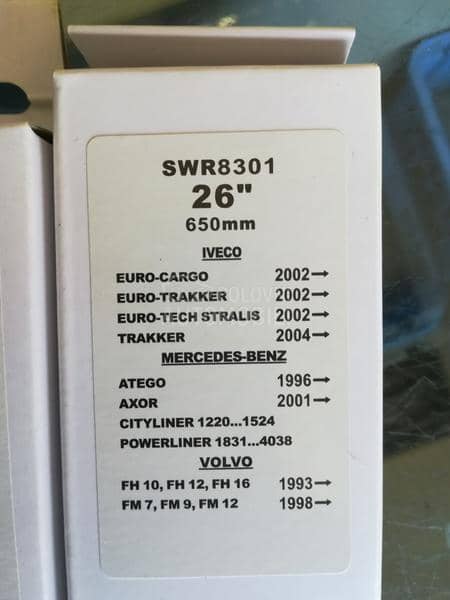 SWR8301
26"
650mm
IVECO
EURO-CARGO 2002→
EURO-TRAKKER 2002→
EURO-TECH STRALIS 2002→
TRAKKER 2004→
MERCEDES-BENZ
ATEGO 1996→
AXOR 2001→
CITYLINER 1220...1524
POWERLINER 1831...4038
VOLVO
FH 10, FH 12, FH 16 1993→
FM 7, FM 9, FM 12 1998→